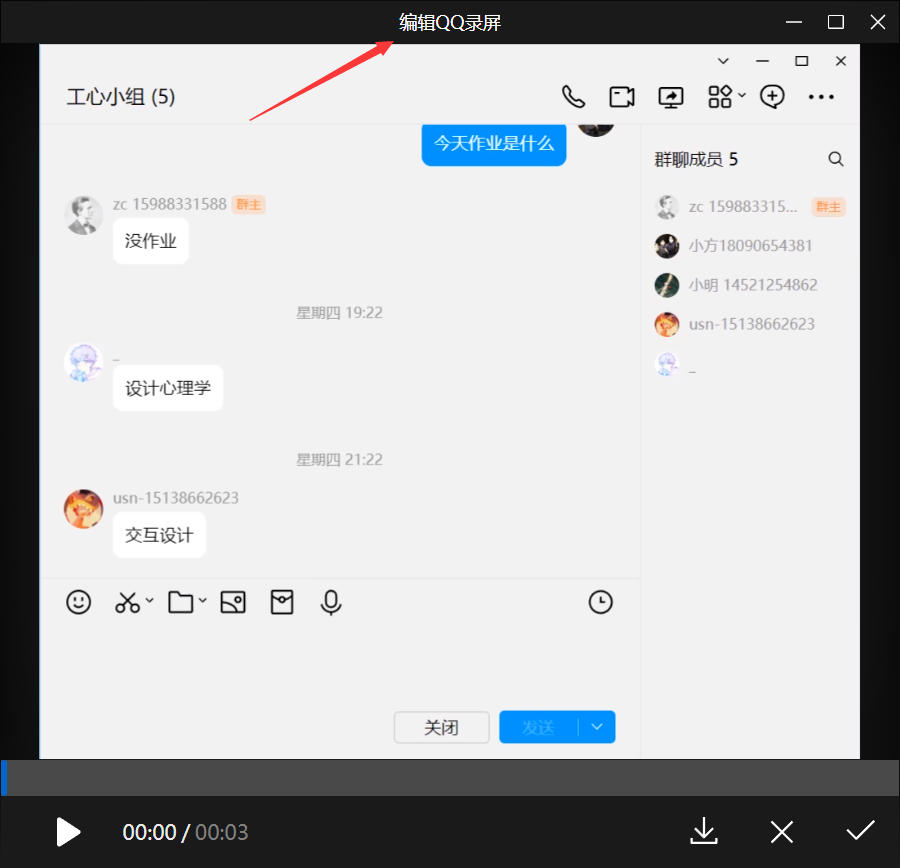 编辑QQ录屏
工心小组 (5)
今天作业是什么
群聊成员 5
zc 15988331588 群主
没作业
zc 159883315... 群主
小方18090654381
小明 14521254862
usn-15138662623
_
星期四 19:22
_
设计心理学
星期四 21:22
usn-15138662623
交互设计
关闭
发送
00:00 / 00:03